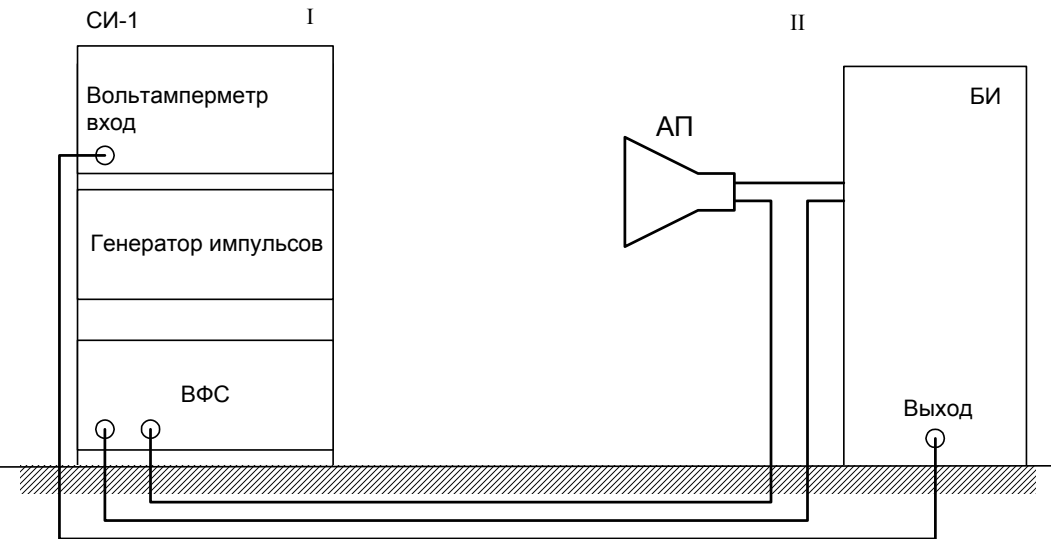 СИ-1
I
II
Вольтамперметр
вход
БИ
АП
Генератор импульсов
ВФС
Выход